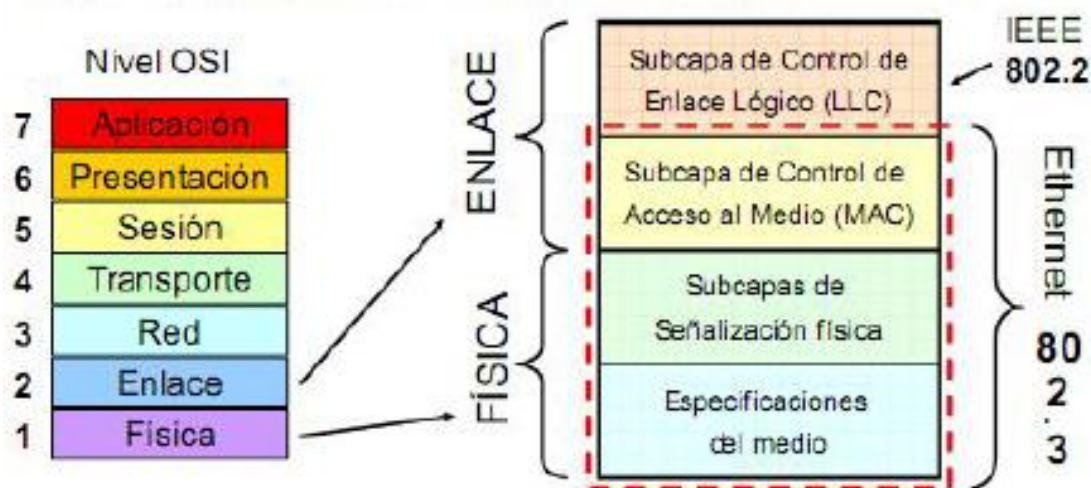 Nivel OSI
7 Aplicación
6 Presentación
5 Sesión
4 Transporte
3 Red
2 Enlace
1 Física
ENLACE
FÍSICA
Subcapa de Control de
Enlace Lógico (LLC)
Subcapa de Control de
Acceso al Medio (MAC)
Subcapas de
Señalización física
Especificaciones
del medio
IEEE
802.2
Ethernet
80
2
.
3